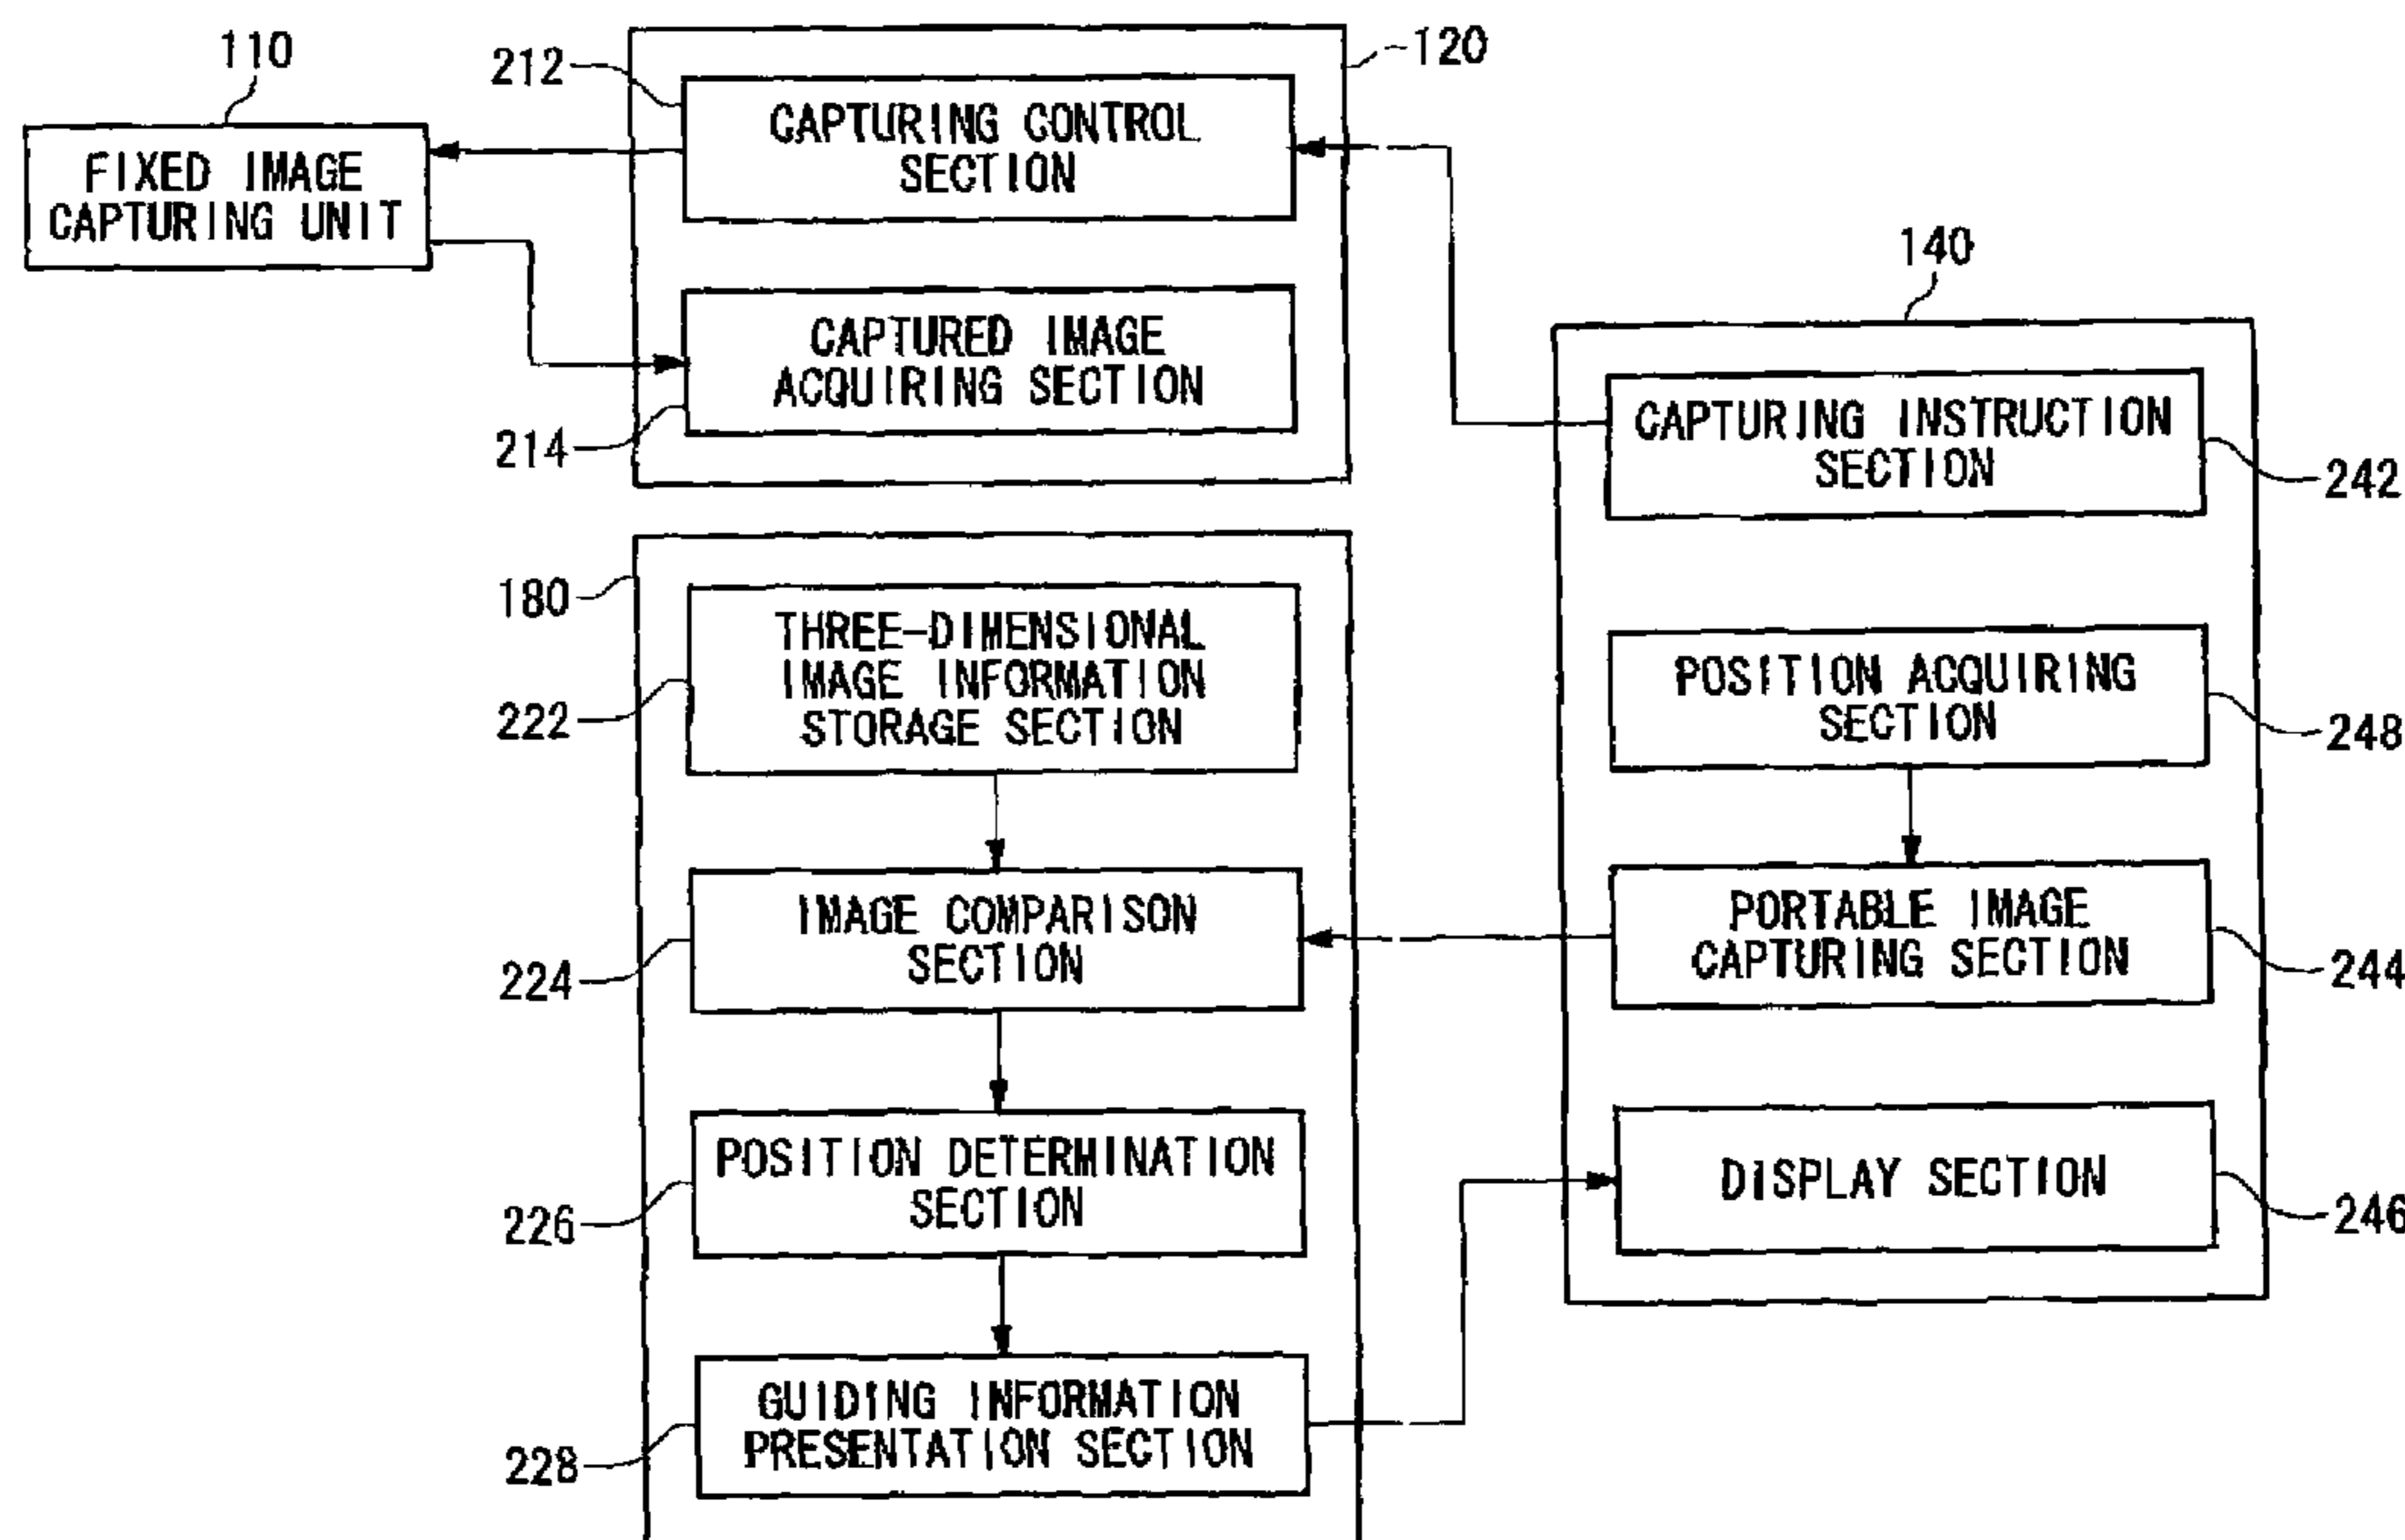 110
FIXED IMAGE
CAPTURING UNIT
120
212
CAPTURING CONTROL
SECTION
CAPTURED IMAGE
ACQUIRING SECTION
214
140
CAPTURING INSTRUCTION
SECTION
242
180
THREE-DIMENSIONAL
IMAGE INFORMATION
STORAGE SECTION
222
POSITION ACQUIRING
SECTION
248
IMAGE COMPARISON
SECTION
224
PORTABLE IMAGE
CAPTURING SECTION
244
POSITION DETERMINATION
SECTION
226
DISPLAY SECTION
246
GUIDING INFORMATION
PRESENTATION SECTION
228